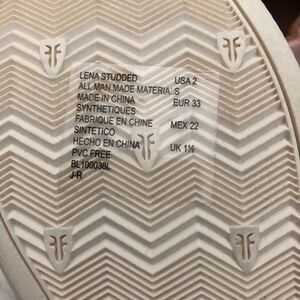 LENA STUDDED USA 2
ALL MAN MADE MATERIALS
MADE IN CHINA EUR 33
SYNTHETIQUES
FABRIQUE EN CHINE MEX 22
SINTETICO
HECHO EN CHINA UK 1½
PVC FREE
BL100038L
J-R